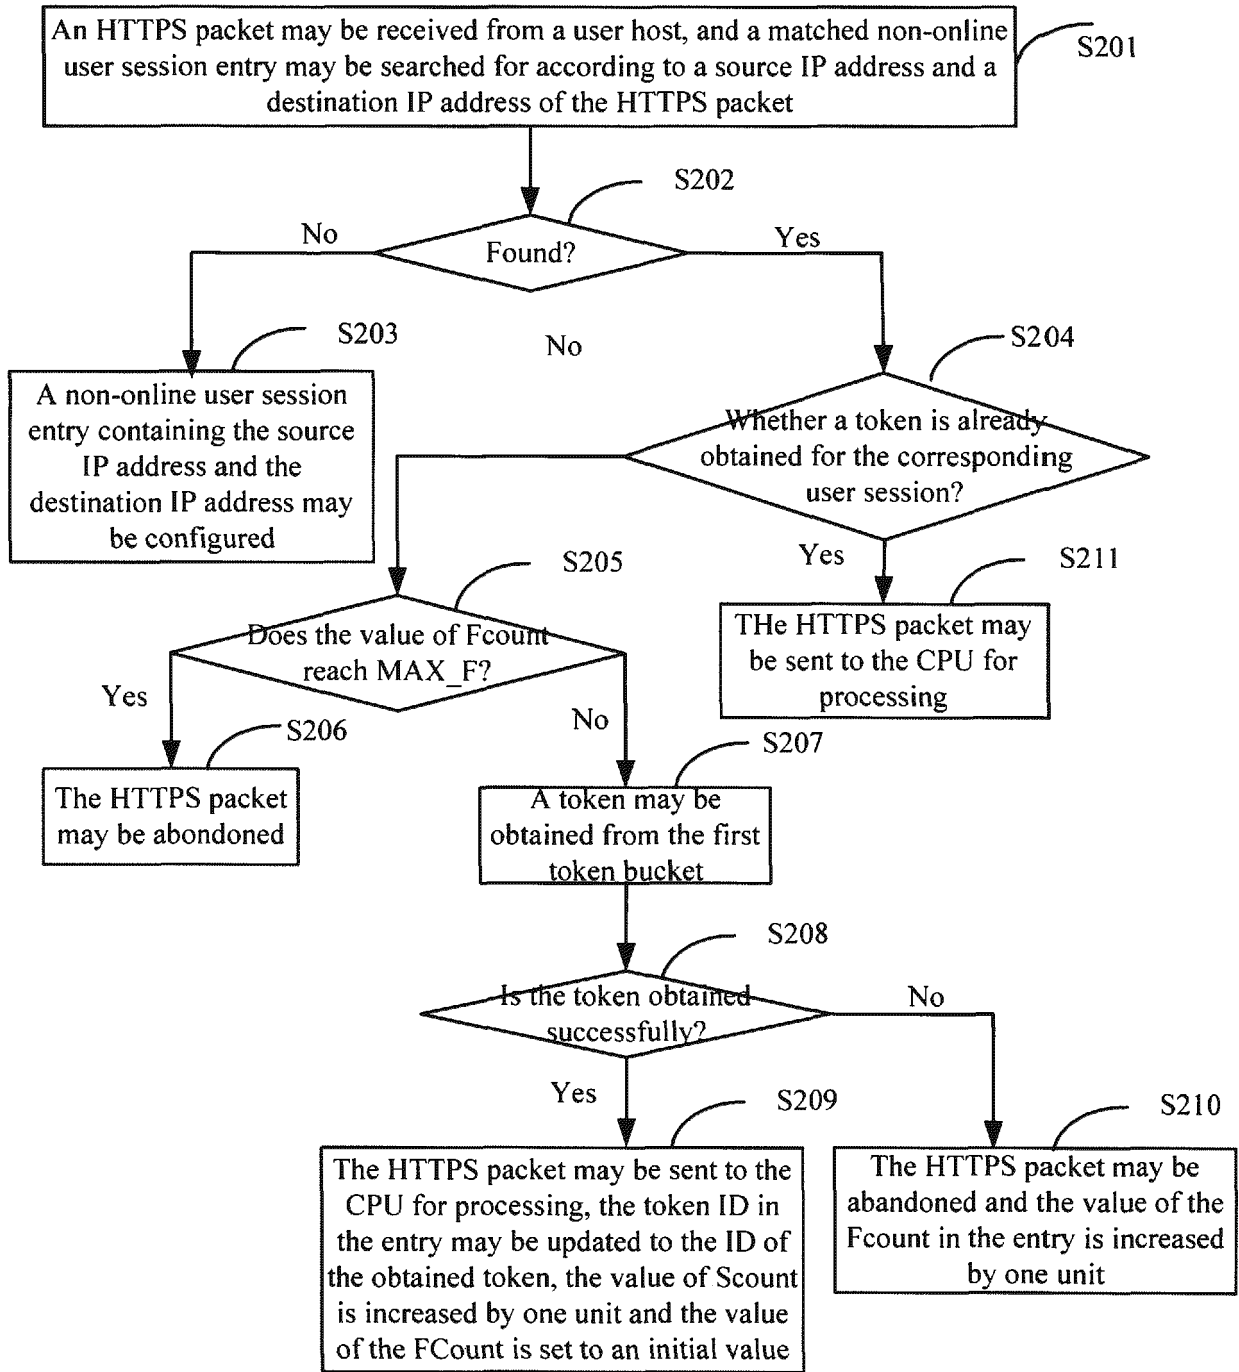 An HTTPS packet may be received from a user host, and a matched non-online
user session entry may be searched for according to a source IP address and a
destination IP address of the HTTPS packet
S201
S202
No
Found?
Yes
S203
No
S204
A non-online user session
entry containing the source
IP address and the
destination IP address may
be configured
Whether a token is already
obtained for the corresponding
user session?
S205
Yes
S211
Does the value of Fcount
reach MAX_F?
THe HTTPS packet may
be sent to the CPU for
processing
Yes
S206
No
S207
The HTTPS packet
may be abondoned
A token may be
obtained from the first
token bucket
S208
Is the token obtained
successfully?
No
Yes
S209
S210
The HTTPS packet may be sent to the
CPU for processing, the token ID in
the entry may be updated to the ID of
the obtained token, the value of Scount
is increased by one unit and the value
of the FCount is set to an initial value
The HTTPS packet may be
abandoned and the value of the
Fcount in the entry is increased
by one unit